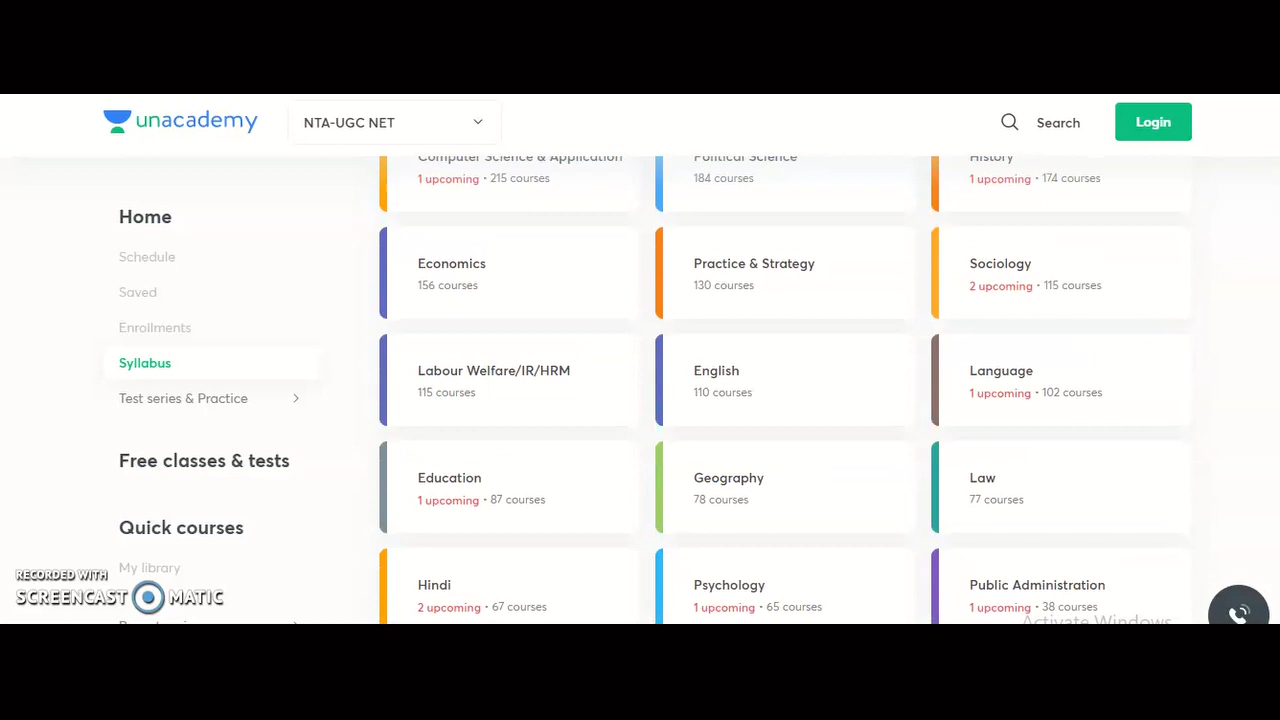 unacademy
NTA-UGC NET
Search
Login
Computer Science & Application
1 upcoming • 215 courses
Political Science
184 courses
History
1 upcoming • 174 courses
Home
Schedule
Saved
Enrollments
Syllabus
Test series & Practice
Free classes & tests
Quick courses
My library
Economics
156 courses
Practice & Strategy
130 courses
Sociology
2 upcoming • 115 courses
Labour Welfare/IR/HRM
115 courses
English
110 courses
Language
1 upcoming • 102 courses
Education
1 upcoming • 87 courses
Geography
78 courses
Law
77 courses
Hindi
2 upcoming • 67 courses
Psychology
1 upcoming • 65 courses
Public Administration
1 upcoming • 38 courses
Activate Windows
RECORDED WITH
SCREENCAST MATIC